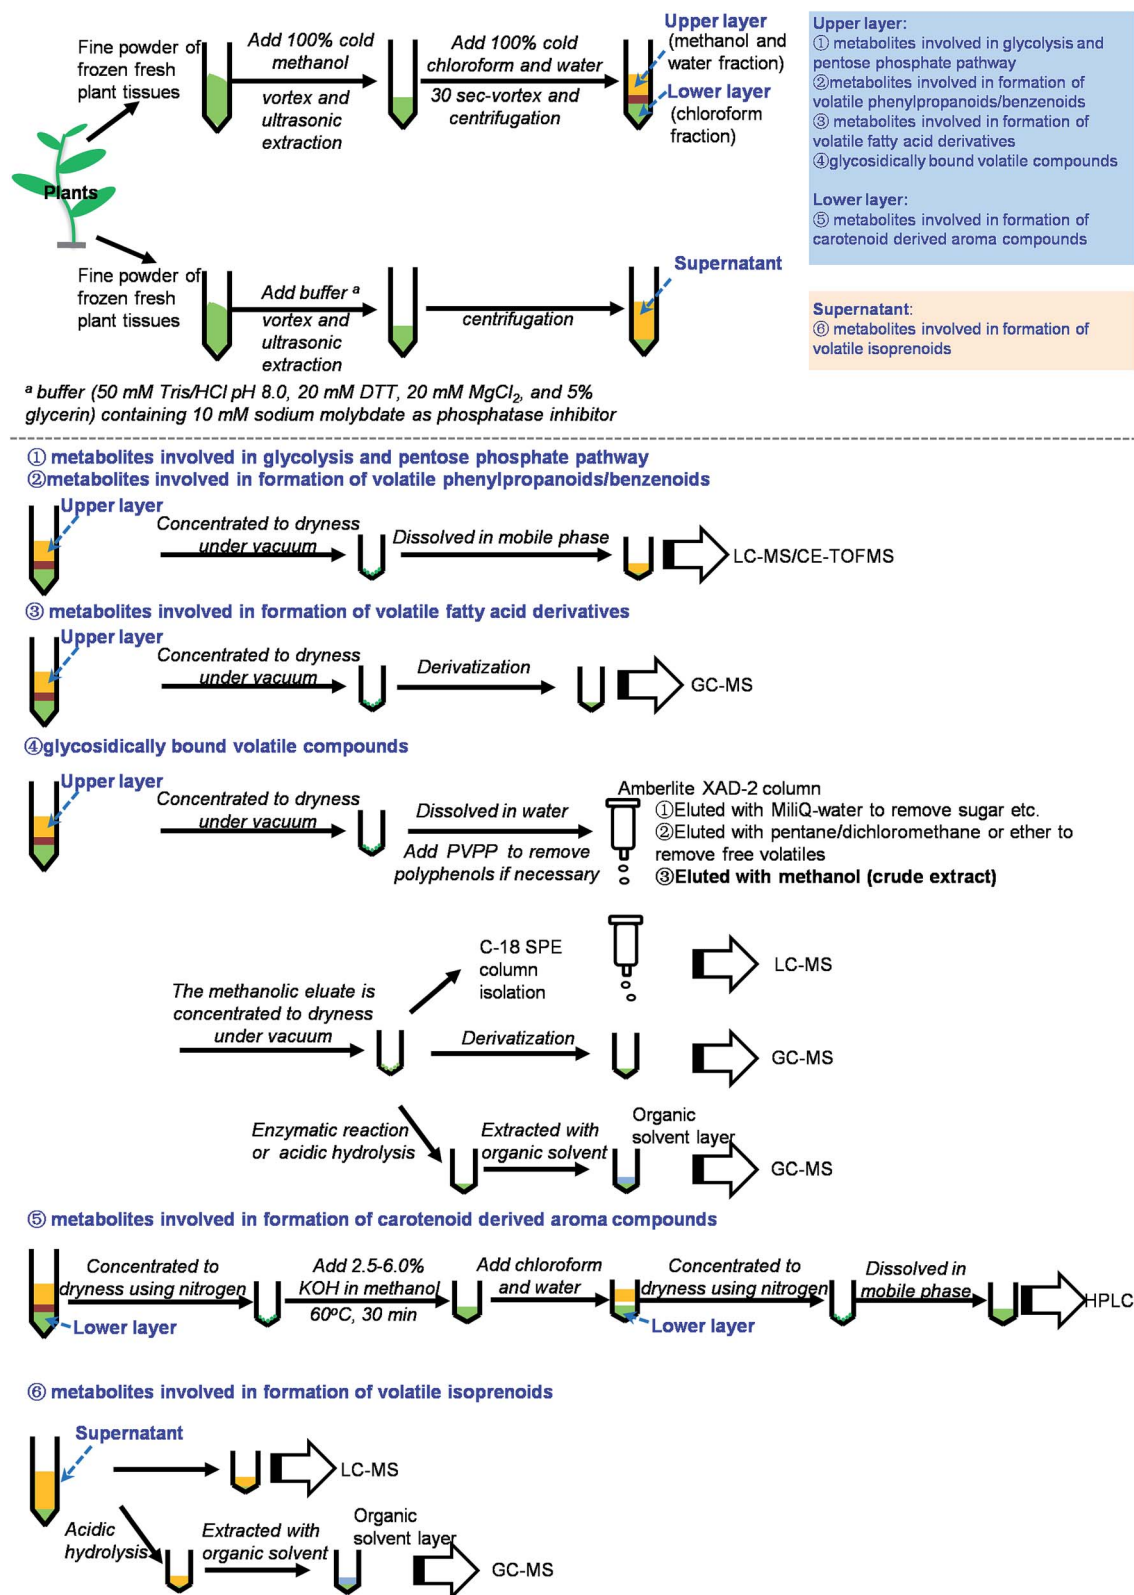 Fine powder of
frozen fresh
plant tissues
Add 100% cold
methanol
vortex and
ultrasonic
extraction
Add 100% cold
chloroform and water
30 sec-vortex and
centrifugation
Upper layer
(methanol and
water fraction)
Lower layer
(chloroform
fraction)
Upper layer:
① metabolites involved in glycolysis and
pentose phosphate pathway
②metabolites involved in formation of
volatile phenylpropanoids/benzenoids
③ metabolites involved in formation of
volatile fatty acid derivatives
④glycosidically bound volatile compounds
Lower layer:
⑤ metabolites involved in formation of
carotenoid derived aroma compounds
Plants
Fine powder of
frozen fresh
plant tissues
Add buffer a
vortex and
ultrasonic
extraction
centrifugation
Supernatant
Supernatant:
⑥ metabolites involved in formation of
volatile isoprenoids
a buffer (50 mM Tris/HCl pH 8.0, 20 mM DTT, 20 mM MgCl2, and 5%
glycerin) containing 10 mM sodium molybdate as phosphatase inhibitor
① metabolites involved in glycolysis and pentose phosphate pathway
②metabolites involved in formation of volatile phenylpropanoids/benzenoids
Upper layer
Concentrated to dryness
under vacuum
Dissolved in mobile phase
LC-MS/CE-TOFMS
③ metabolites involved in formation of volatile fatty acid derivatives
Upper layer
Concentrated to dryness
under vacuum
Derivatization
GC-MS
④glycosidically bound volatile compounds
Upper layer
Concentrated to dryness
under vacuum
Dissolved in water
Add PVPP to remove
polyphenols if necessary
Amberlite XAD-2 column
①Eluted with MiliQ-water to remove sugar etc.
②Eluted with pentane/dichloromethane or ether to
remove free volatiles
③Eluted with methanol (crude extract)
The methanolic eluate is
concentrated to dryness
under vacuum
C-18 SPE
column
isolation
LC-MS
Derivatization
GC-MS
Enzymatic reaction
or acidic hydrolysis
Extracted with
organic solvent
Organic
solvent layer
GC-MS
⑤ metabolites involved in formation of carotenoid derived aroma compounds
Concentrated to
dryness using nitrogen
Add 2.5-6.0%
KOH in methanol
60ºC, 30 min
Add chloroform
and water
Concentrated to
dryness using nitrogen
Dissolved in
mobile phase
HPLC
Lower layer
Lower layer
⑥ metabolites involved in formation of volatile isoprenoids
Supernatant
LC-MS
Acidic
hydrolysis
Extracted with
organic solvent
Organic
solvent layer
GC-MS